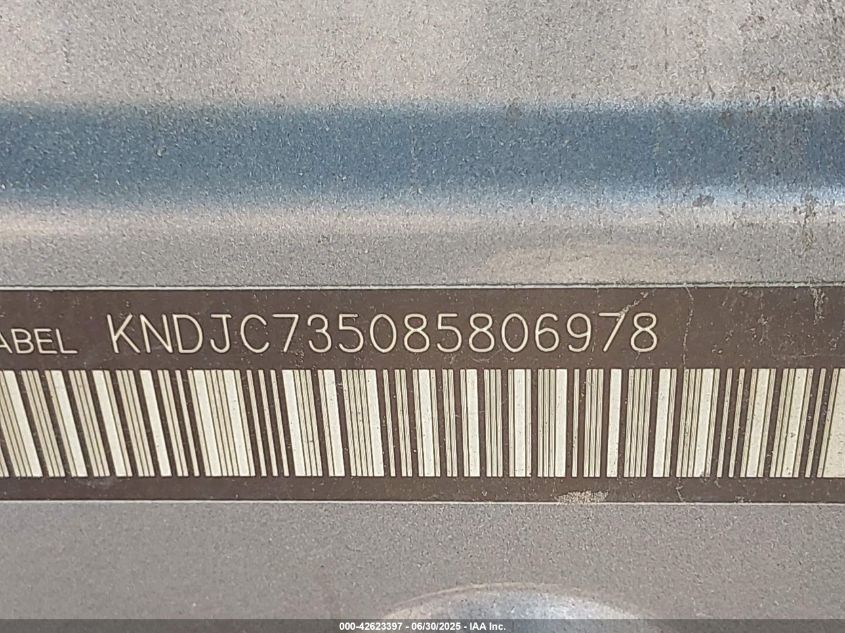 ABEL KNDJC735085806978
000-42623397 - 06/30/2025 - IAA Inc.